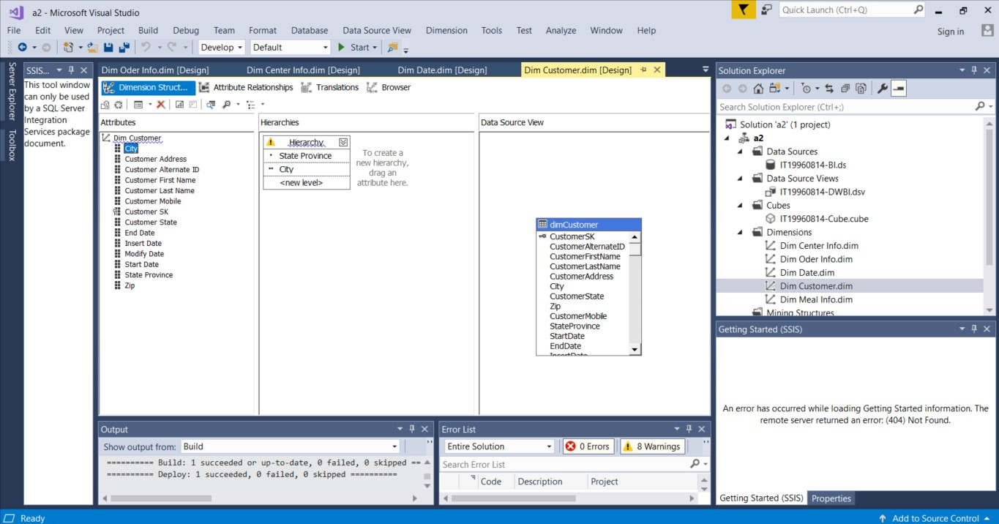 a2 - Microsoft Visual Studio
Quick Launch (Ctrl+Q)
File Edit View Project Build Debug Team Format Database Data Source View Dimension Tools Test Analyze Window Help
Sign in
Develop Default Start
Server Explorer
Toolbox
SSIS...
This tool window
can only be used
by a SQL Server
Integration
Services package
document.
Dim Oder Info.dim [Design] Dim Center Info.dim [Design] Dim Date.dim [Design] Dim Customer.dim [Design]
Dimension Struct... Attribute Relationships Translations Browser
Attributes
Dim Customer
City
Customer Address
Customer Alternate ID
Customer First Name
Customer Last Name
Customer Mobile
Customer SK
Customer State
End Date
Insert Date
Modify Date
Start Date
State Province
Zip
Hierarchies
Hierarchy
State Province
City
<new level>
To create a
new hierarchy,
drag an
attribute here.
Data Source View
dimCustomer
CustomerSK
CustomerAlternateID
CustomerFirstName
CustomerLastName
CustomerAddress
City
CustomerState
Zip
CustomerMobile
StateProvince
StartDate
EndDate
InsertDate
Solution Explorer
Search Solution Explorer (Ctrl+;)
Solution 'a2' (1 project)
a2
Data Sources
IT19960814-BI.ds
Data Source Views
IT19960814-DWBI.dsv
Cubes
IT19960814-Cube.cube
Dimensions
Dim Center Info.dim
Dim Oder Info.dim
Dim Date.dim
Dim Customer.dim
Dim Meal Info.dim
Mining Structures
Getting Started (SSIS)
An error has occurred while loading Getting Started information. The
remote server returned an error: (404) Not Found.
Getting Started (SSIS) Properties
Output
Show output from: Build
========== Build: 1 succeeded or up-to-date, 0 failed, 0 skipped ==
========== Deploy: 1 succeeded, 0 failed, 0 skipped ==========
Error List
Entire Solution 0 Errors 8 Warnings
Search Error List
Code Description Project
Ready
Add to Source Control